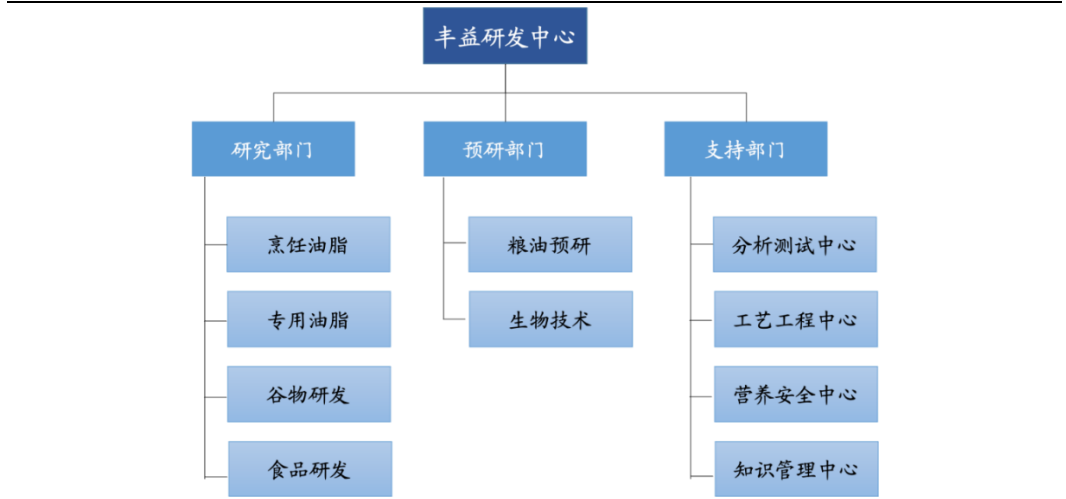 丰益研发中心
研究部门
预研部门
支持部门
烹饪油脂
粮油预研
分析测试中心
专用油脂
生物技术
工艺工程中心
谷物研发
营养安全中心
食品研发
知识管理中心